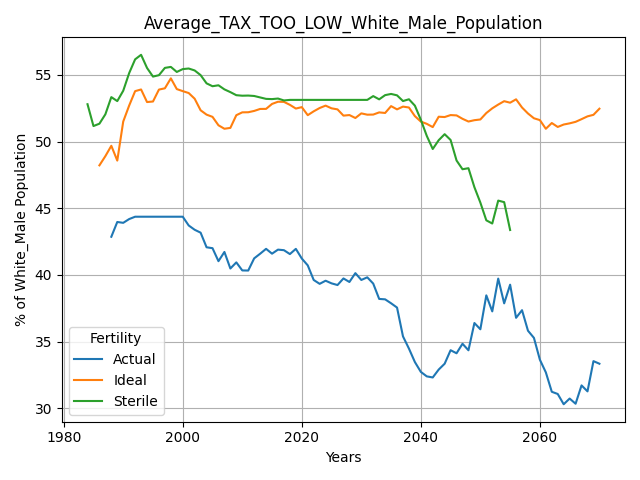 Average_TAX_TOO_LOW_White_Male_Population
% of White_Male Population
55
50
45
40
35
30
Fertility
Actual
Ideal
Sterile
1980
2000
2020
2040
2060
Years